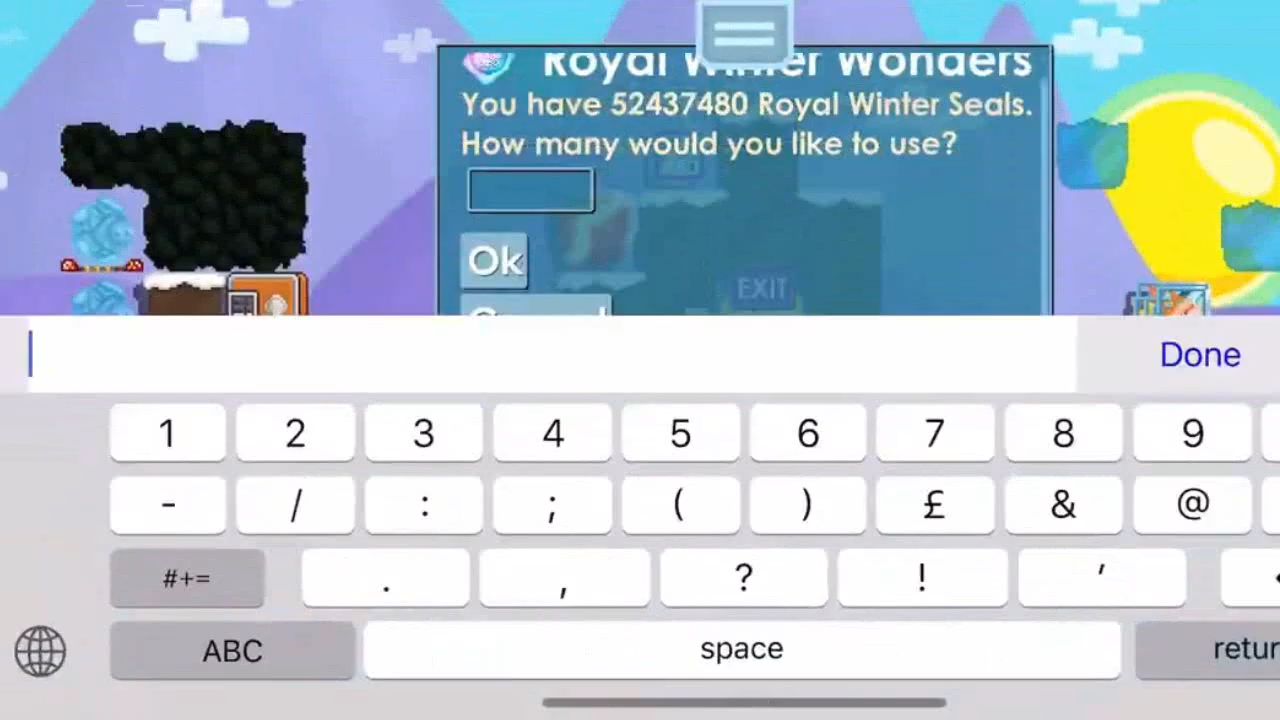 Royal Winter Wonders
You have 52437480 Royal Winter Seals.
How many would you like to use?
Ok
EXIT
Done
1 2 3 4 5 6 7 8 9
- / : ; ( ) £ & @
#+= . , ? ! '
ABC space retur